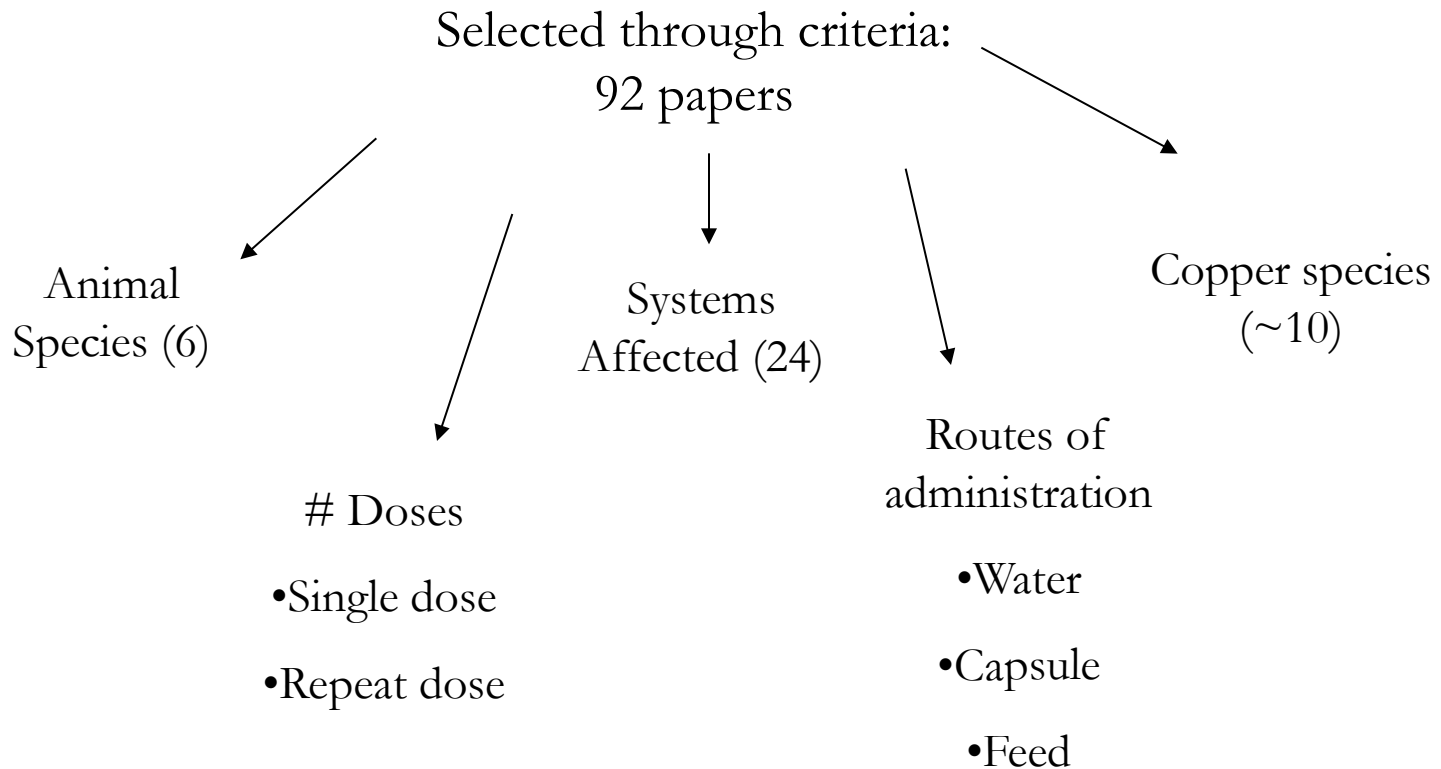 Selected through criteria:
92 papers
Animal
Species (6)
# Doses
•Single dose
•Repeat dose
Systems
Affected (24)
Routes of
administration
•Water
•Capsule
•Feed
Copper species
(~10)